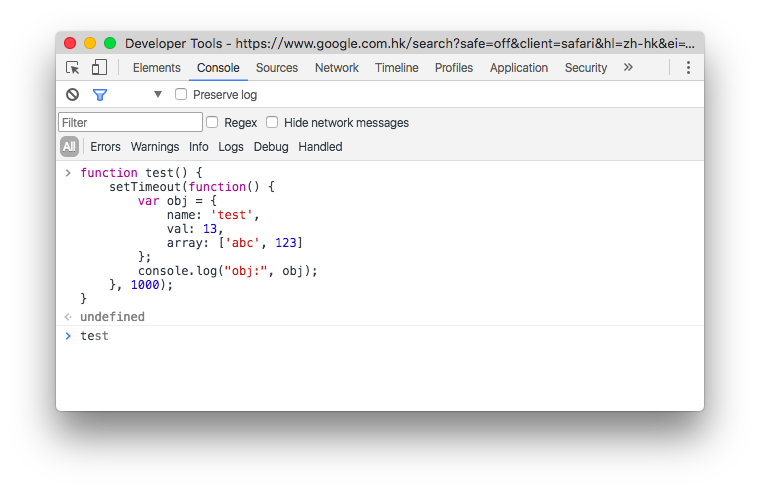 Developer Tools - https://www.google.com.hk/search?safe=off&client=safari&hl=zh-hk&ei=...
Elements Console Sources Network Timeline Profiles Application Security »
Preserve log
Filter Regex Hide network messages
All Errors Warnings Info Logs Debug Handled
> function test() {
    setTimeout(function() {
        var obj = {
            name: 'test',
            val: 13,
            array: ['abc', 123]
        };
        console.log("obj:", obj);
    }, 1000);
}
undefined
> test